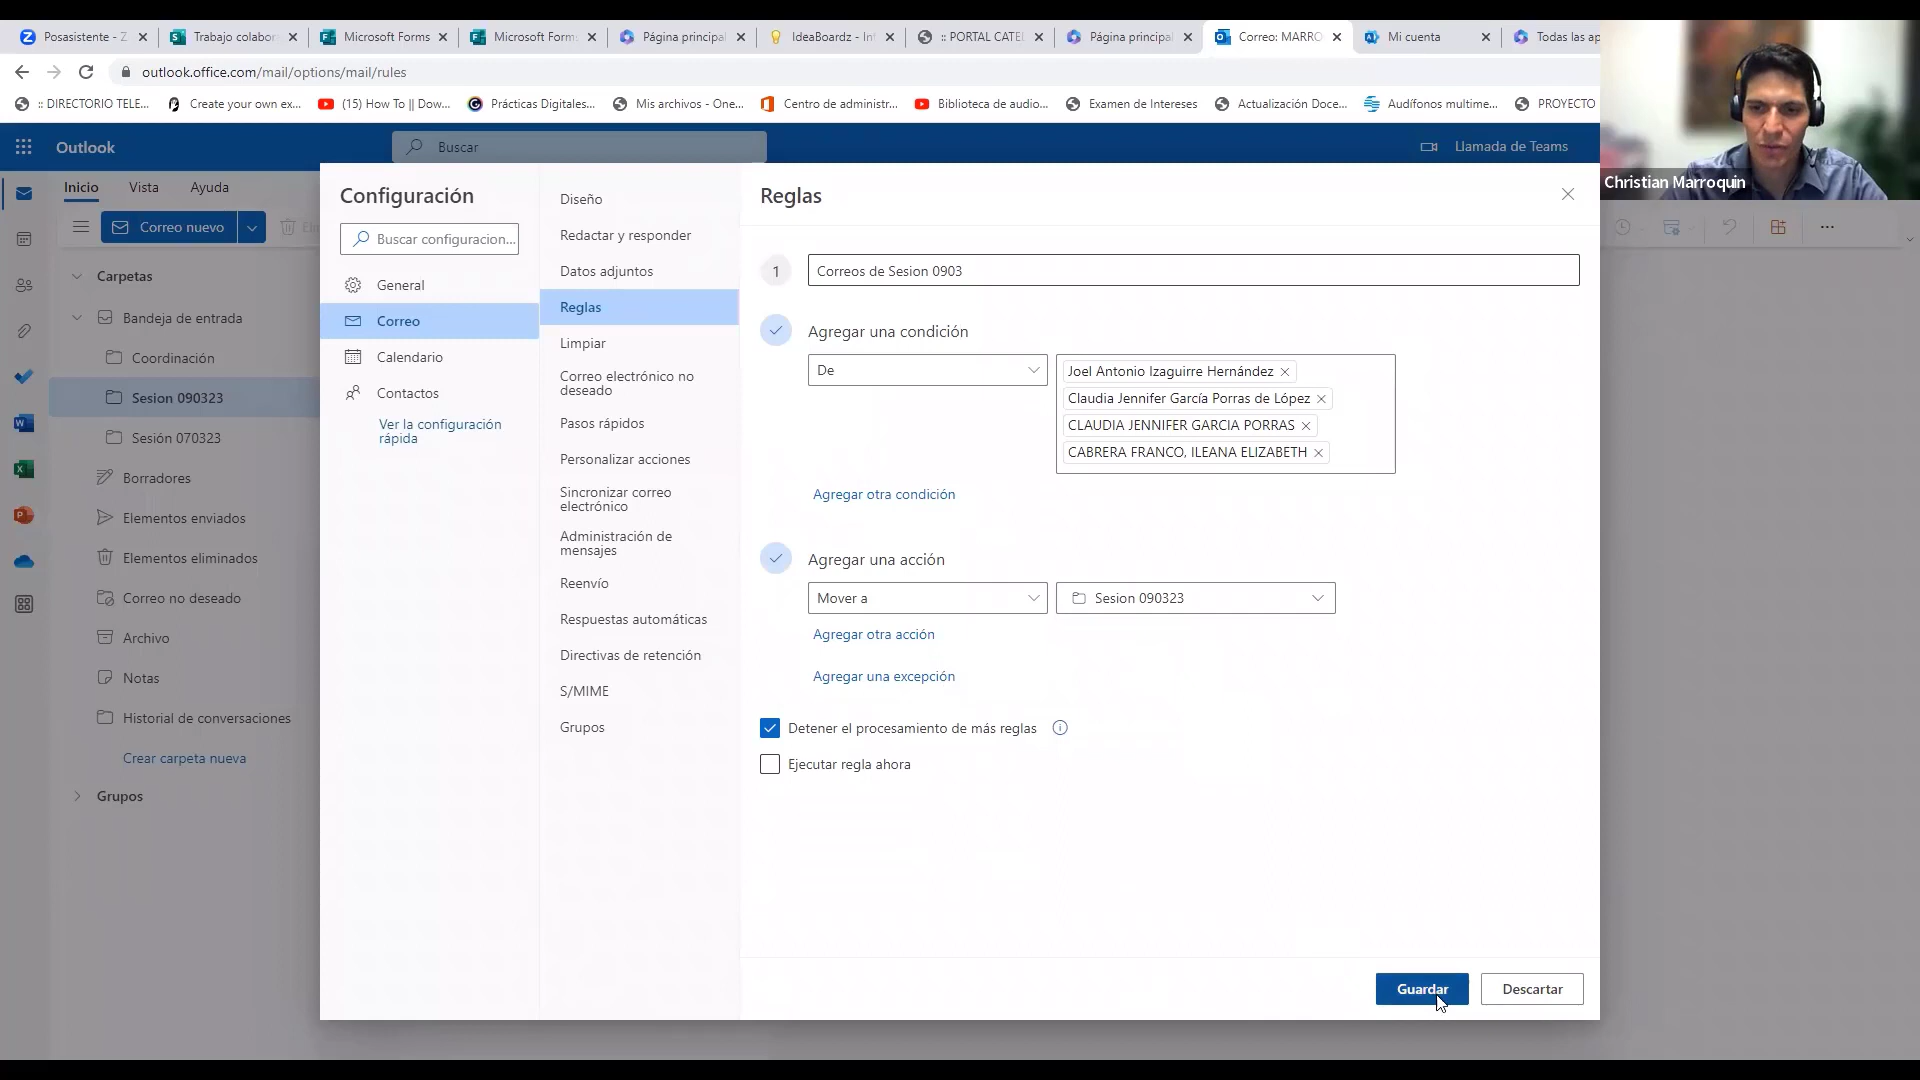 Posasistente - Z
Trabajo colabor
Microsoft Forms
Microsoft Forms
Página principal
IdeaBoardz - In
:: PORTAL CATED
Página principal
Correo: MARRO
Mi cuenta
Todas las ap
outlook.office.com/mail/options/mail/rules
:: DIRECTORIO TELE...
Create your own ex...
(15) How To || Dow...
Prácticas Digitales...
Mis archivos - One...
Centro de administr...
Biblioteca de audio...
Examen de Intereses
Actualización Doce...
Audífonos multime...
PROYECTO
Outlook
Buscar
Llamada de Teams
Christian Marroquin
Inicio
Vista
Ayuda
Correo nuevo
Carpetas
Bandeja de entrada
Coordinación
Sesion 090323
Sesión 070323
Borradores
Elementos enviados
Elementos eliminados
Correo no deseado
Archivo
Notas
Historial de conversaciones
Crear carpeta nueva
Grupos
Configuración
Buscar configuracion...
General
Correo
Calendario
Contactos
Ver la configuración
rápida
Diseño
Redactar y responder
Datos adjuntos
Reglas
Limpiar
Correo electrónico no
deseado
Pasos rápidos
Personalizar acciones
Sincronizar correo
electrónico
Administración de
mensajes
Reenvío
Respuestas automáticas
Directivas de retención
S/MIME
Grupos
Reglas
1
Correos de Sesion 0903
Agregar una condición
De
Joel Antonio Izaguirre Hernández
Claudia Jennifer García Porras de López
CLAUDIA JENNIFER GARCIA PORRAS
CABRERA FRANCO, ILEANA ELIZABETH
Agregar otra condición
Agregar una acción
Mover a
Sesion 090323
Agregar otra acción
Agregar una excepción
Detener el procesamiento de más reglas
Ejecutar regla ahora
Guardar
Descartar